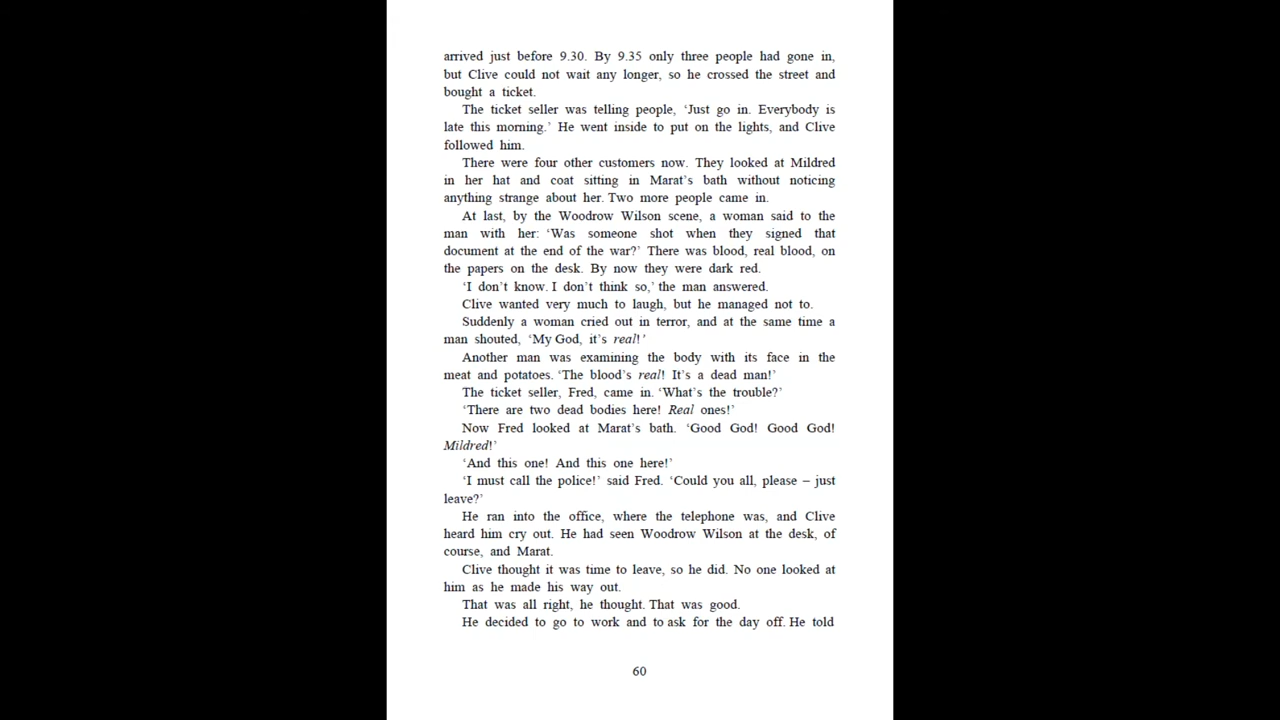 arrived just before 9.30. By 9.35 only three people had gone in,
but Clive could not wait any longer, so he crossed the street and
bought a ticket.
The ticket seller was telling people, ‘Just go in. Everybody is
late this morning.’ He went inside to put on the lights, and Clive
followed him.
There were four other customers now. They looked at Mildred
in her hat and coat sitting in Marat’s bath without noticing
anything strange about her. Two more people came in.
At last, by the Woodrow Wilson scene, a woman said to the
man with her: ‘Was someone shot when they signed that
document at the end of the war?’ There was blood, real blood, on
the papers on the desk. By now they were dark red.
‘I don’t know. I don’t think so,’ the man answered.
Clive wanted very much to laugh, but he managed not to.
Suddenly a woman cried out in terror, and at the same time a
man shouted, ‘My God, it’s real!’
Another man was examining the body with its face in the
meat and potatoes. ‘The blood’s real! It’s a dead man!’
The ticket seller, Fred, came in. ‘What’s the trouble?’
‘There are two dead bodies here! Real ones!’
Now Fred looked at Marat’s bath. ‘Good God! Good God!
Mildred!’
‘And this one! And this one here!’
‘I must call the police!’ said Fred. ‘Could you all, please – just
leave?’
He ran into the office, where the telephone was, and Clive
heard him cry out. He had seen Woodrow Wilson at the desk, of
course, and Marat.
Clive thought it was time to leave, so he did. No one looked at
him as he made his way out.
That was all right, he thought. That was good.
He decided to go to work and to ask for the day off. He told
60